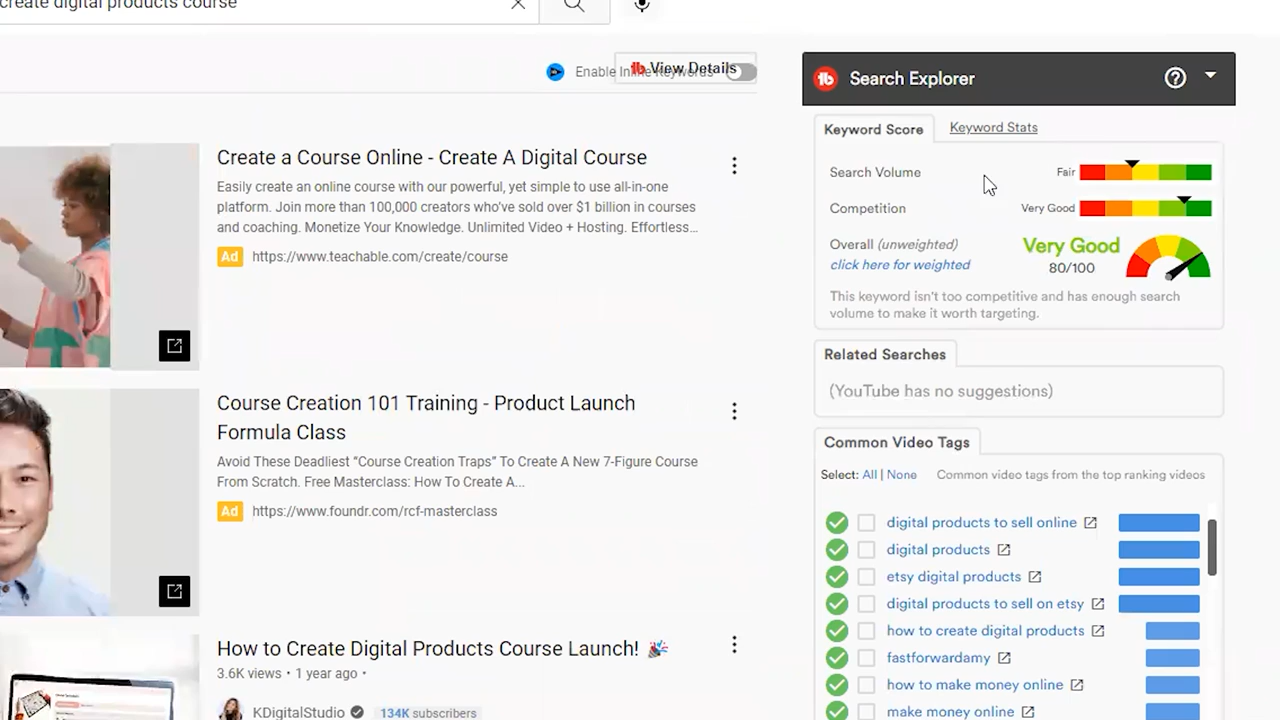 create digital products course
Enable Inline Keywords
View Details
Create a Course Online - Create A Digital Course
Easily create an online course with our powerful, yet simple to use all-in-one
platform. Join more than 100,000 creators who've sold over $1 billion in courses
and coaching. Monetize Your Knowledge. Unlimited Video + Hosting. Effortless...
Ad https://www.teachable.com/create/course
Course Creation 101 Training - Product Launch
Formula Class
Avoid These Deadliest “Course Creation Traps” To Create A New 7-Figure Course
From Scratch. Free Masterclass: How To Create A...
Ad https://www.foundr.com/rcf-masterclass
How to Create Digital Products Course Launch! 🎉
3.6K views • 1 year ago •
KDigitalStudio 134K subscribers
Search Explorer
Keyword Score Keyword Stats
Search Volume Fair
Competition Very Good
Overall (unweighted) Very Good
click here for weighted 80/100
This keyword isn't too competitive and has enough search
volume to make it worth targeting.
Related Searches
(YouTube has no suggestions)
Common Video Tags
Select: All | None Common video tags from the top ranking videos
digital products to sell online
digital products
etsy digital products
digital products to sell on etsy
how to create digital products
fastforwardamy
how to make money online
make money online